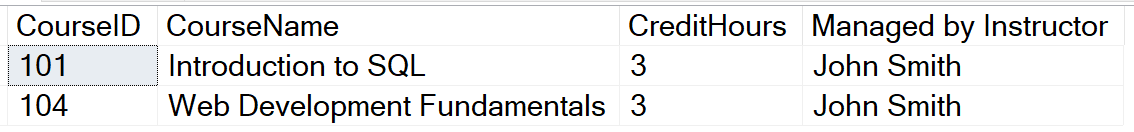 CourseID CourseName CreditHours Managed by Instructor
101 Introduction to SQL 3 John Smith
104 Web Development Fundamentals 3 John Smith